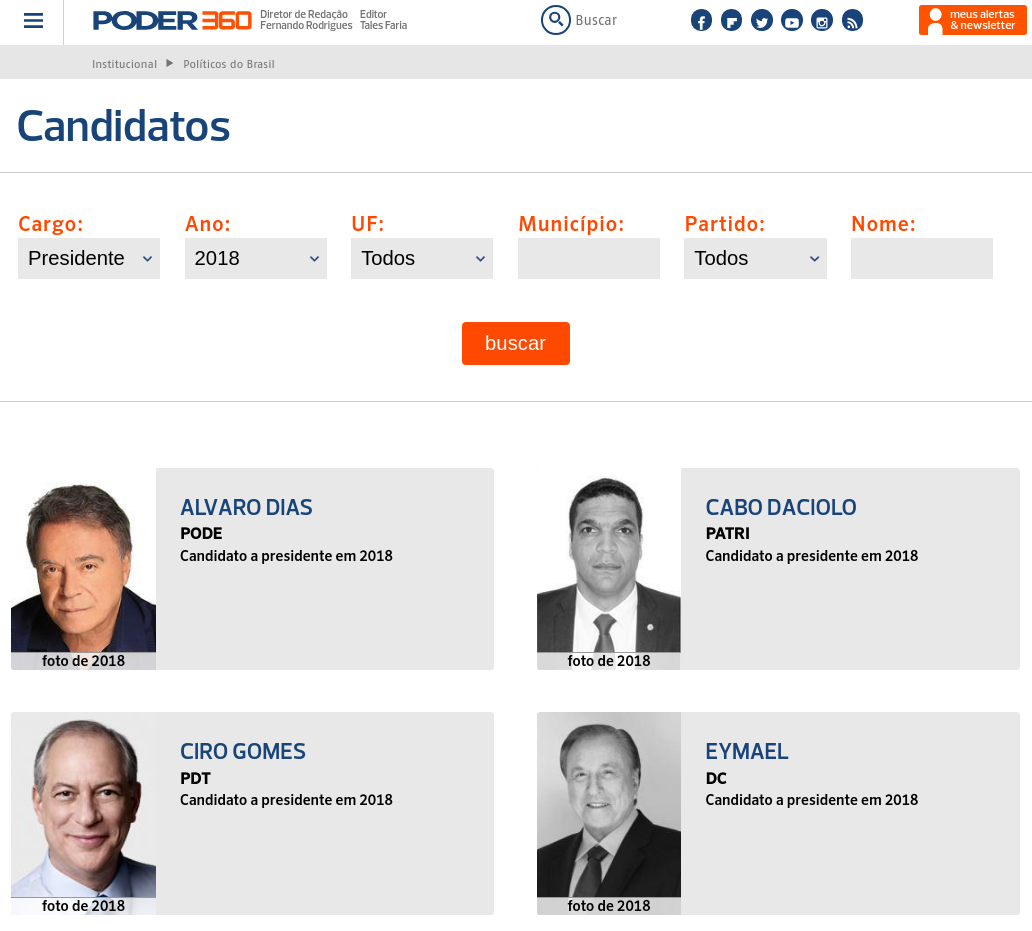 PODER360
Diretor de Redação
Fernando Rodrigues
Editor
Tales Faria
Buscar
meus alertas
& newsletter
Institucional
Políticos do Brasil
Candidatos
Cargo:
Ano:
UF:
Município:
Partido:
Nome:
Presidente
2018
Todos
Todos
buscar
ALVARO DIAS
PODE
Candidato a presidente em 2018
foto de 2018
CABO DACIOLO
PATRI
Candidato a presidente em 2018
foto de 2018
CIRO GOMES
PDT
Candidato a presidente em 2018
foto de 2018
EYMAEL
DC
Candidato a presidente em 2018
foto de 2018